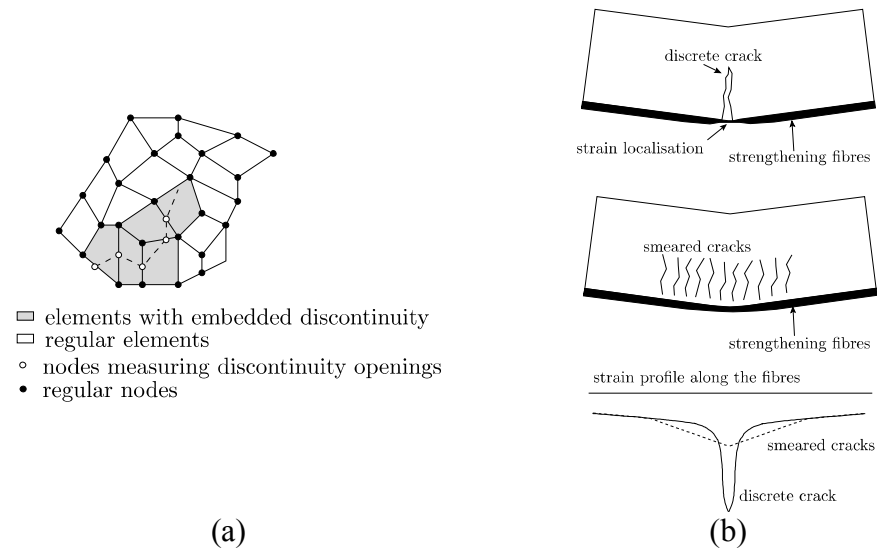 elements with embedded discontinuity
regular elements
nodes measuring discontinuity openings
regular nodes
(a)
discrete crack
strain localisation
strengthening fibres
smeared cracks
strengthening fibres
strain profile along the fibres
smeared cracks
discrete crack
(b)